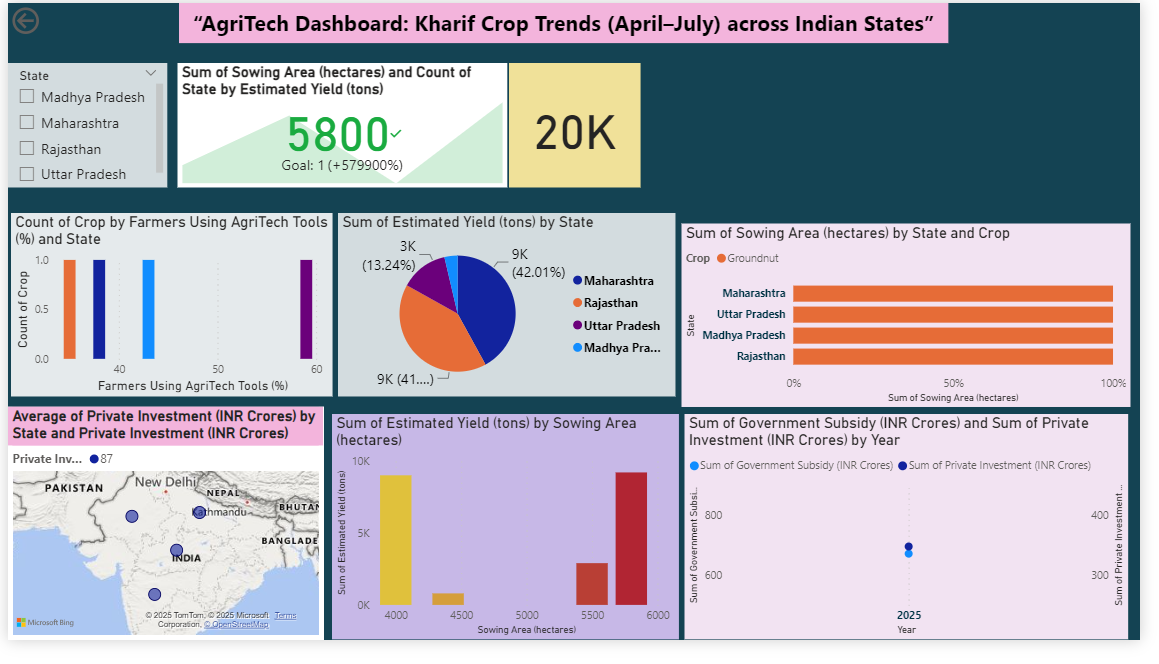 “AgriTech Dashboard: Kharif Crop Trends (April–July) across Indian States”
State
Madhya Pradesh
Maharashtra
Rajasthan
Uttar Pradesh
Sum of Sowing Area (hectares) and Count of
State by Estimated Yield (tons)
5800
Goal: 1 (+579900%)
20K
Count of Crop by Farmers Using AgriTech Tools
(%) and State
Count of Crop
1.0
0.5
0.0
40
50
60
Farmers Using AgriTech Tools (%)
Sum of Estimated Yield (tons) by State
3K
(13.24%)
9K
(42.01%)
9K (41....)
Maharashtra
Rajasthan
Uttar Pradesh
Madhya Pra...
Sum of Sowing Area (hectares) by State and Crop
Crop
Groundnut
State
Maharashtra
Uttar Pradesh
Madhya Pradesh
Rajasthan
0%
50%
100%
Sum of Sowing Area (hectares)
Average of Private Investment (INR Crores) by
State and Private Investment (INR Crores)
Private Inv...
87
PAKISTAN
New Delhi
NEPAL
Kathmandu
BHUTAN
BANGLADE
INDIA
Microsoft Bing
© 2025 TomTom, © 2025 Microsoft Terms
Corporation, © OpenStreetMap
Sum of Estimated Yield (tons) by Sowing Area
(hectares)
Sum of Estimated Yield (tons)
10K
5K
0K
4000
4500
5000
5500
6000
Sowing Area (hectares)
Sum of Government Subsidy (INR Crores) and Sum of Private
Investment (INR Crores) by Year
Sum of Government Subsidy (INR Crores)
Sum of Private Investment (INR Crores)
Sum of Government Subsi...
800
600
400
300
Sum of Private Investment...
2025
Year